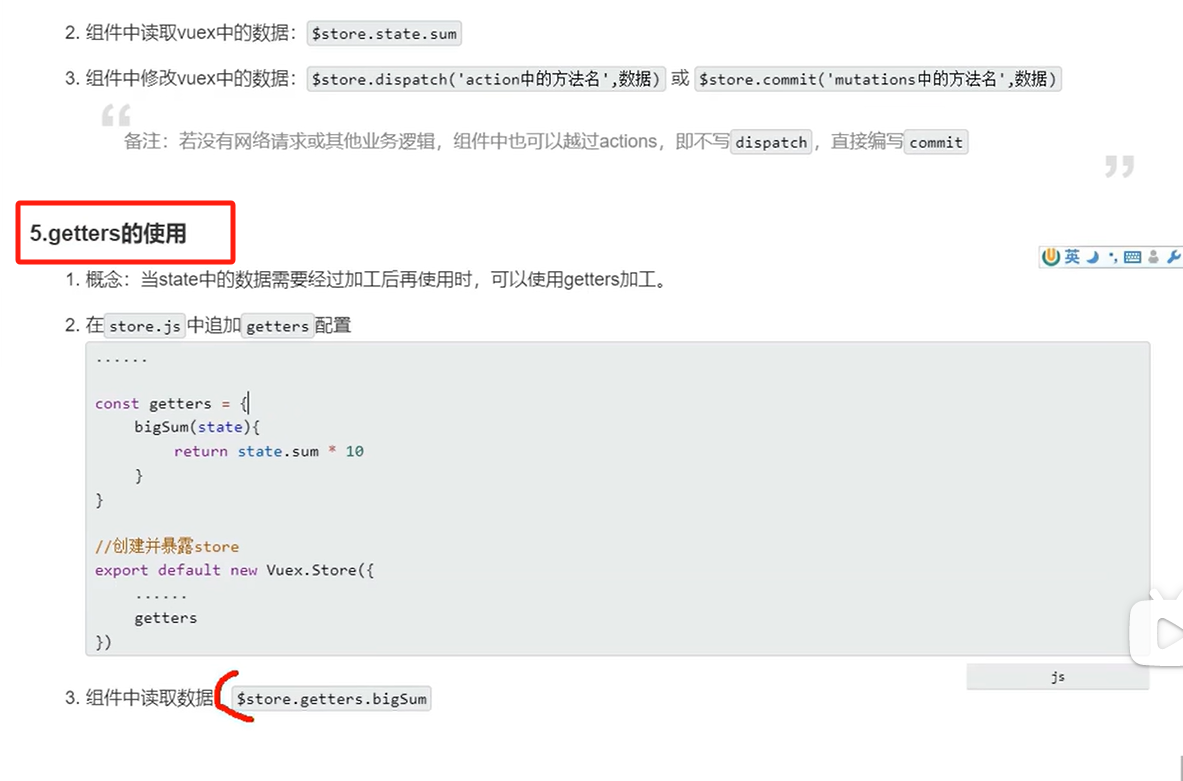 2. 组件中读取vuex中的数据：$store.state.sum
3. 组件中修改vuex中的数据：$store.dispatch('action中的方法名',数据) 或 $store.commit('mutations中的方法名',数据)
备注：若没有网络请求或其他业务逻辑，组件中也可以越过actions，即不写dispatch，直接编写commit
5.getters的使用
英
1. 概念：当state中的数据需要经过加工后再使用时，可以使用getters加工。
2. 在store.js中追加getters配置
······
const getters = {
bigSum(state){
return state.sum * 10
}
}
//创建并暴露store
export default new Vuex.Store({
······
getters
})
js
3. 组件中读取数据 $store.getters.bigSum